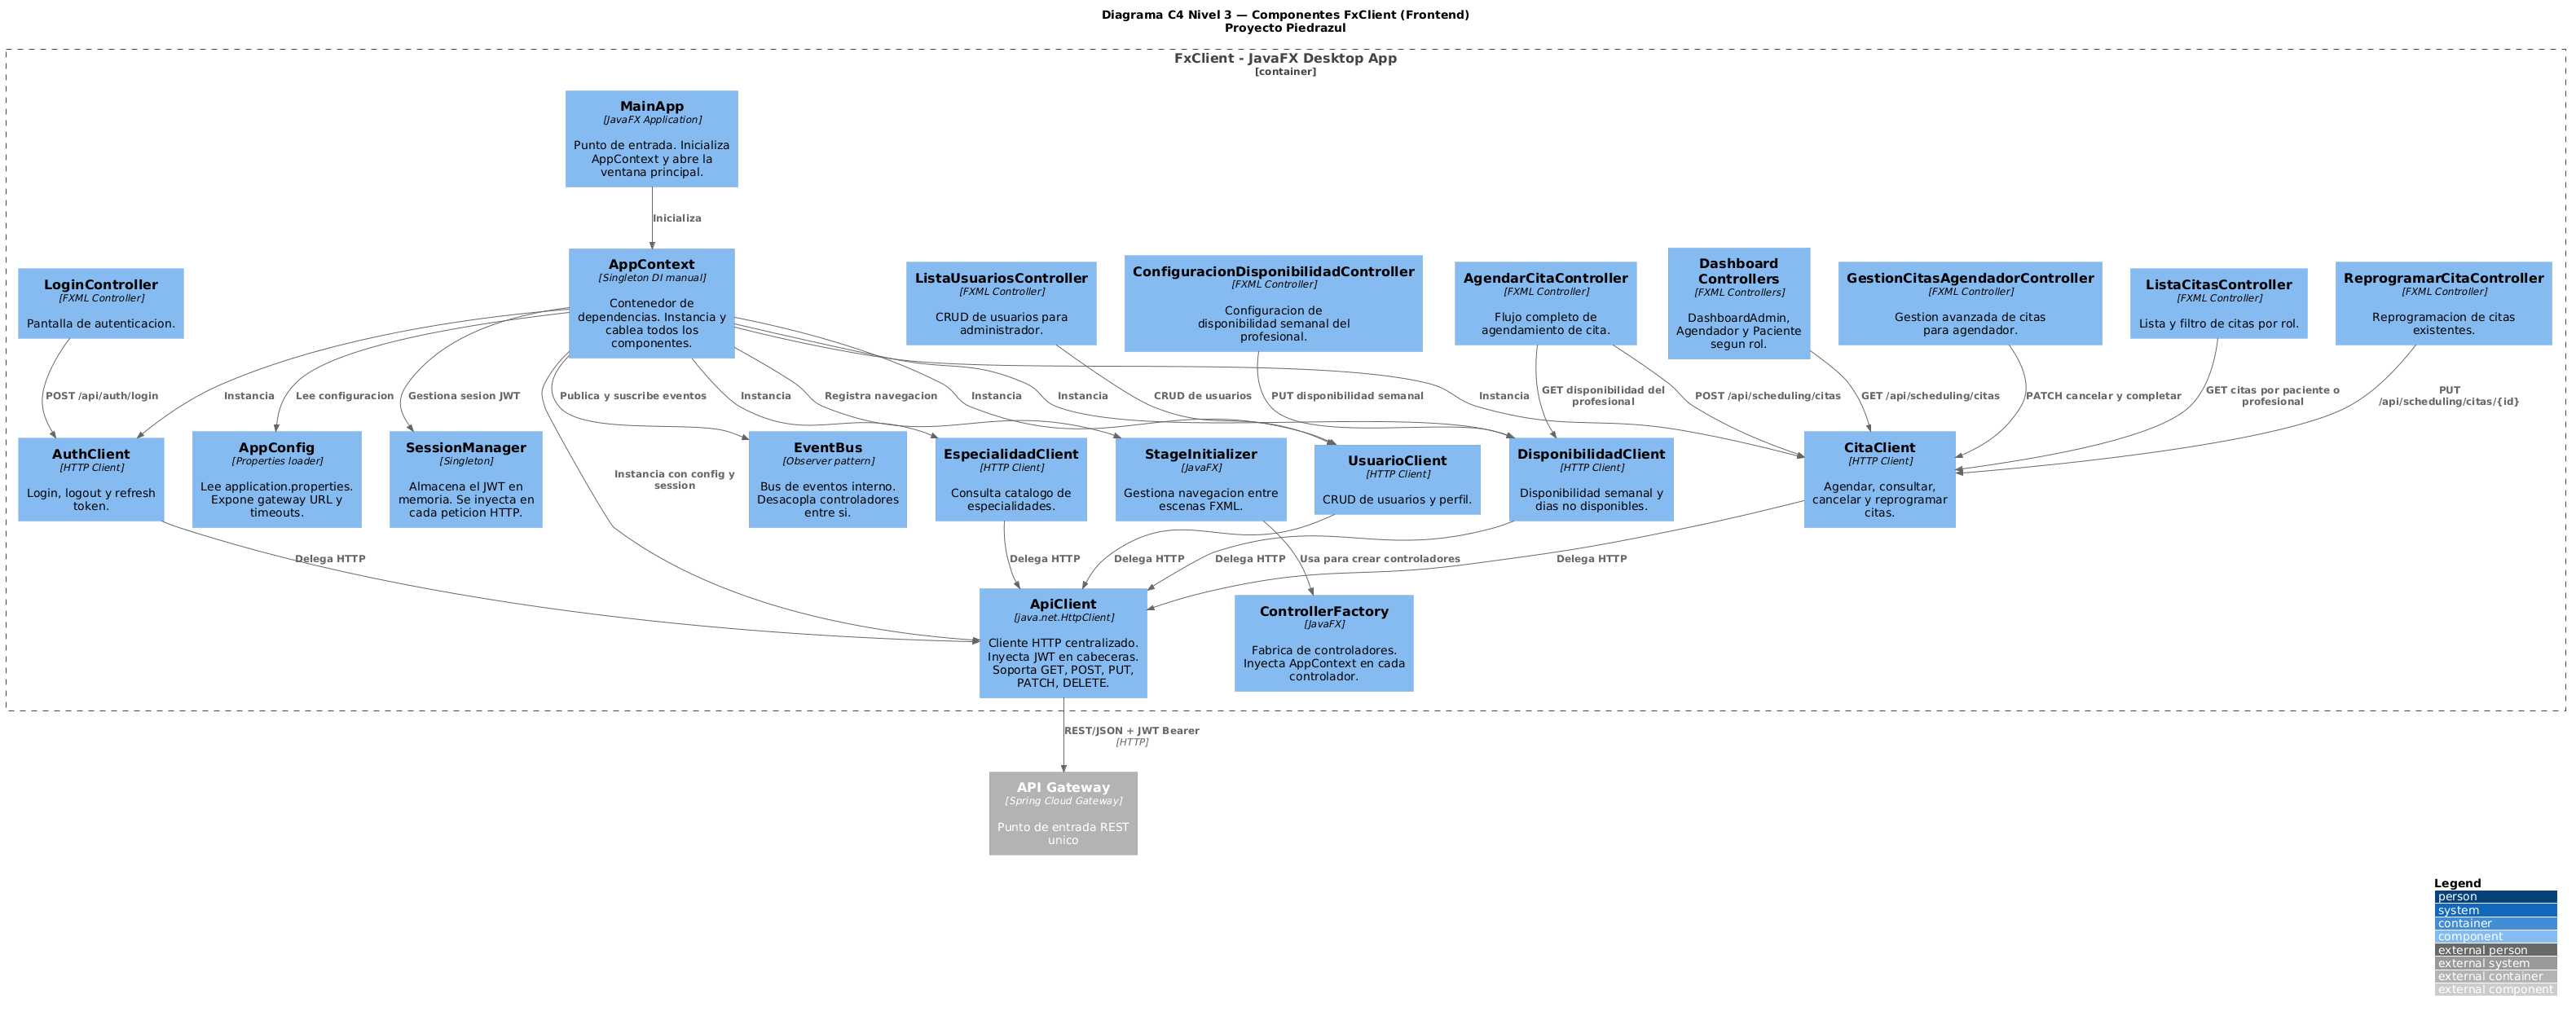 Diagrama C4 Nivel 3 — Componentes FxClient (Frontend)
Proyecto Piedrazul
FxClient - JavaFX Desktop App
[container]
MainApp
[JavaFX Application]
Punto de entrada. Inicializa
AppContext y abre la
ventana principal.
Inicializa
LoginController
[FXML Controller]
Pantalla de autenticacion.
AppContext
[Singleton DI manual]
Contenedor de
dependencias. Instancia y
cablea todos los
componentes.
ListaUsuariosController
[FXML Controller]
CRUD de usuarios para
administrador.
ConfiguracionDisponibilidadController
[FXML Controller]
Configuracion de
disponibilidad semanal del
profesional.
AgendarCitaController
[FXML Controller]
Flujo completo de
agendamiento de cita.
Dashboard
Controllers
[FXML Controllers]
DashboardAdmin,
Agendador y Paciente
segun rol.
GestionCitasAgendadorController
[FXML Controller]
Gestion avanzada de citas
para agendador.
ListaCitasController
[FXML Controller]
Lista y filtro de citas por rol.
ReprogramarCitaController
[FXML Controller]
Reprogramacion de citas
existentes.
POST /api/auth/login
Instancia
Lee configuracion
Gestiona sesion JWT
Publica y suscribe eventos
Instancia
Registra navegacion
Instancia
Instancia
CRUD de usuarios
PUT disponibilidad semanal
Instancia
GET disponibilidad del
profesional
POST /api/scheduling/citas
GET /api/scheduling/citas
PATCH cancelar y completar
GET citas por paciente o
profesional
PUT
/api/scheduling/citas/{id}
Instancia con config y
session
AuthClient
[HTTP Client]
Login, logout y refresh
token.
AppConfig
[Properties loader]
Lee application.properties.
Expone gateway URL y
timeouts.
SessionManager
[Singleton]
Almacena el JWT en
memoria. Se inyecta en
cada peticion HTTP.
EventBus
[Observer pattern]
Bus de eventos interno.
Desacopla controladores
entre si.
EspecialidadClient
[HTTP Client]
Consulta catalogo de
especialidades.
StageInitializer
[JavaFX]
Gestiona navegacion entre
escenas FXML.
UsuarioClient
[HTTP Client]
CRUD de usuarios y perfil.
DisponibilidadClient
[HTTP Client]
Disponibilidad semanal y
dias no disponibles.
CitaClient
[HTTP Client]
Agendar, consultar,
cancelar y reprogramar
citas.
Delega HTTP
Delega HTTP
Delega HTTP
Delega HTTP
Usa para crear controladores
Delega HTTP
ApiClient
[java.net.HttpClient]
Cliente HTTP centralizado.
Inyecta JWT en cabeceras.
Soporta GET, POST, PUT,
PATCH, DELETE.
ControllerFactory
[JavaFX]
Fabrica de controladores.
Inyecta AppContext en cada
controlador.
REST/JSON + JWT Bearer
[HTTP]
API Gateway
[Spring Cloud Gateway]
Punto de entrada REST
unico
Legend
person
system
container
component
external person
external system
external container
external component